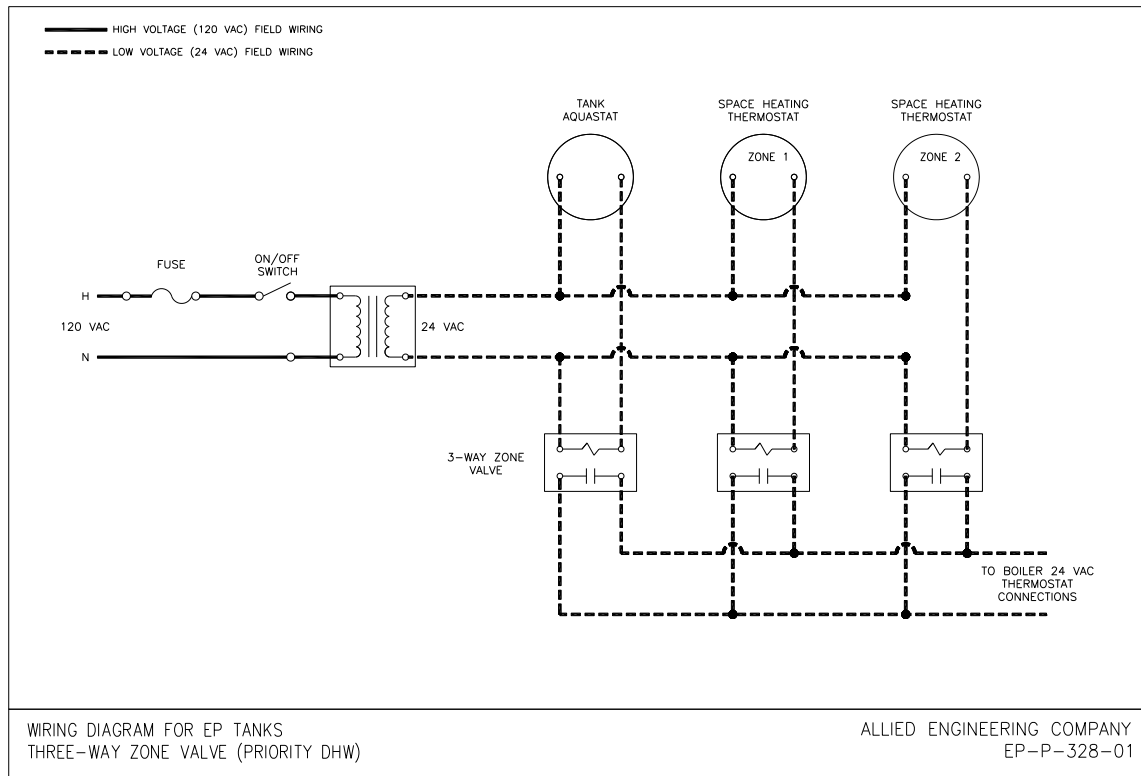 HIGH VOLTAGE (120 VAC) FIELD WIRING
LOW VOLTAGE (24 VAC) FIELD WIRING
TANK
AQUASTAT
SPACE HEATING
THERMOSTAT
SPACE HEATING
THERMOSTAT
ZONE 1
ZONE 2
FUSE
ON/OFF
SWITCH
H
120 VAC
24 VAC
N
3-WAY ZONE
VALVE
TO BOILER 24 VAC
THERMOSTAT
CONNECTIONS
WIRING DIAGRAM FOR EP TANKS
THREE-WAY ZONE VALVE (PRIORITY DHW)
ALLIED ENGINEERING COMPANY
EP-P-328-01